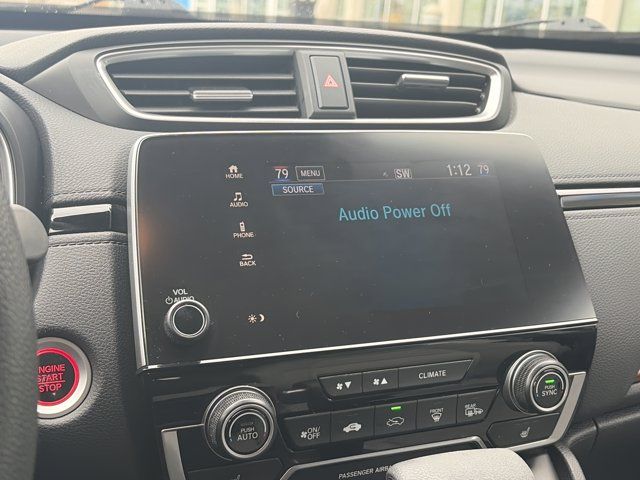 HOME
79 MENU SW 1:12 79
SOURCE
AUDIO
Audio Power Off
PHONE
BACK
VOL
AUDIO
ENGINE
START
STOP
CLIMATE
PUSH
AUTO
ON/
OFF
FRONT
REAR
PUSH
SYNC
PASSENGER AIRB